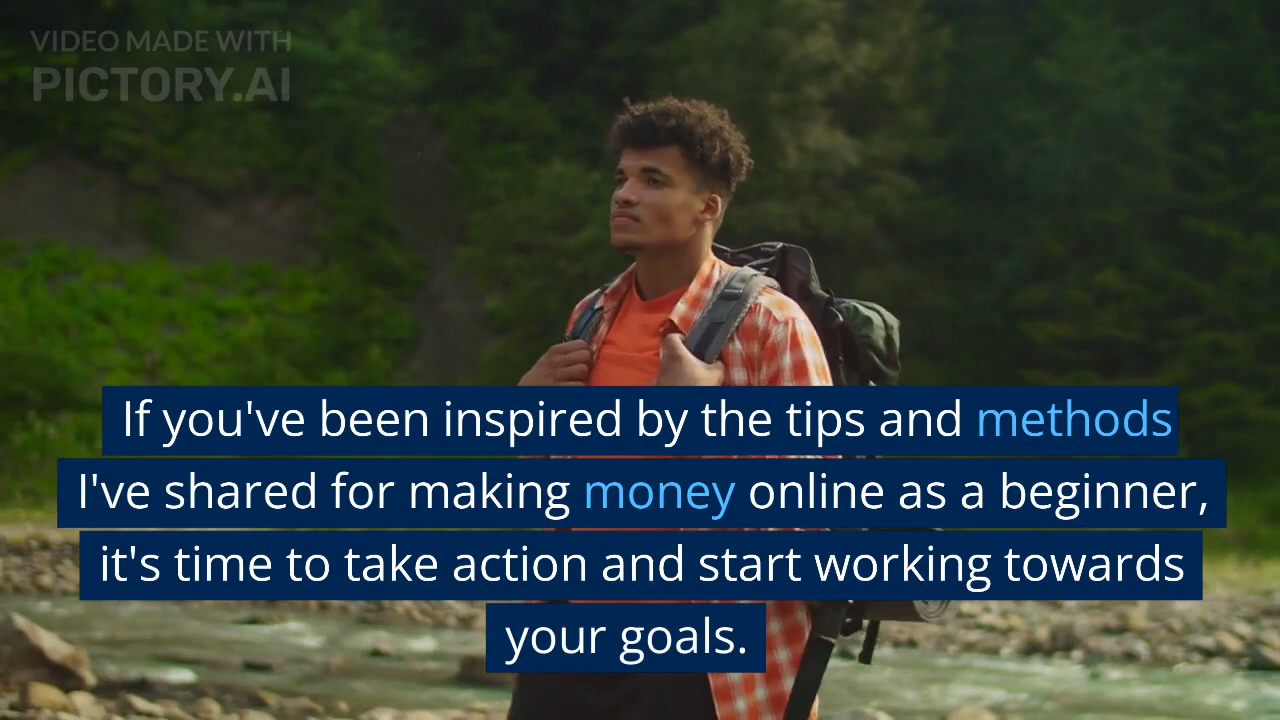 VIDEO MADE WITH
PICTORY.AI
If you've been inspired by the tips and methods
I've shared for making money online as a beginner,
it's time to take action and start working towards
your goals.